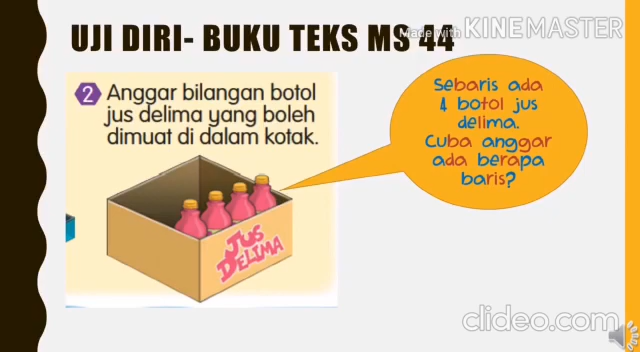 UJI DIRI- BUKU TEKS MS 44
Made with KINEMASTER
2 Anggar bilangan botol
jus delima yang boleh
dimuat di dalam kotak.
JUS
DELIMA
Sebaris ada
4 botol jus
delima.
Cuba anggar
ada berapa
baris?
clideo.com